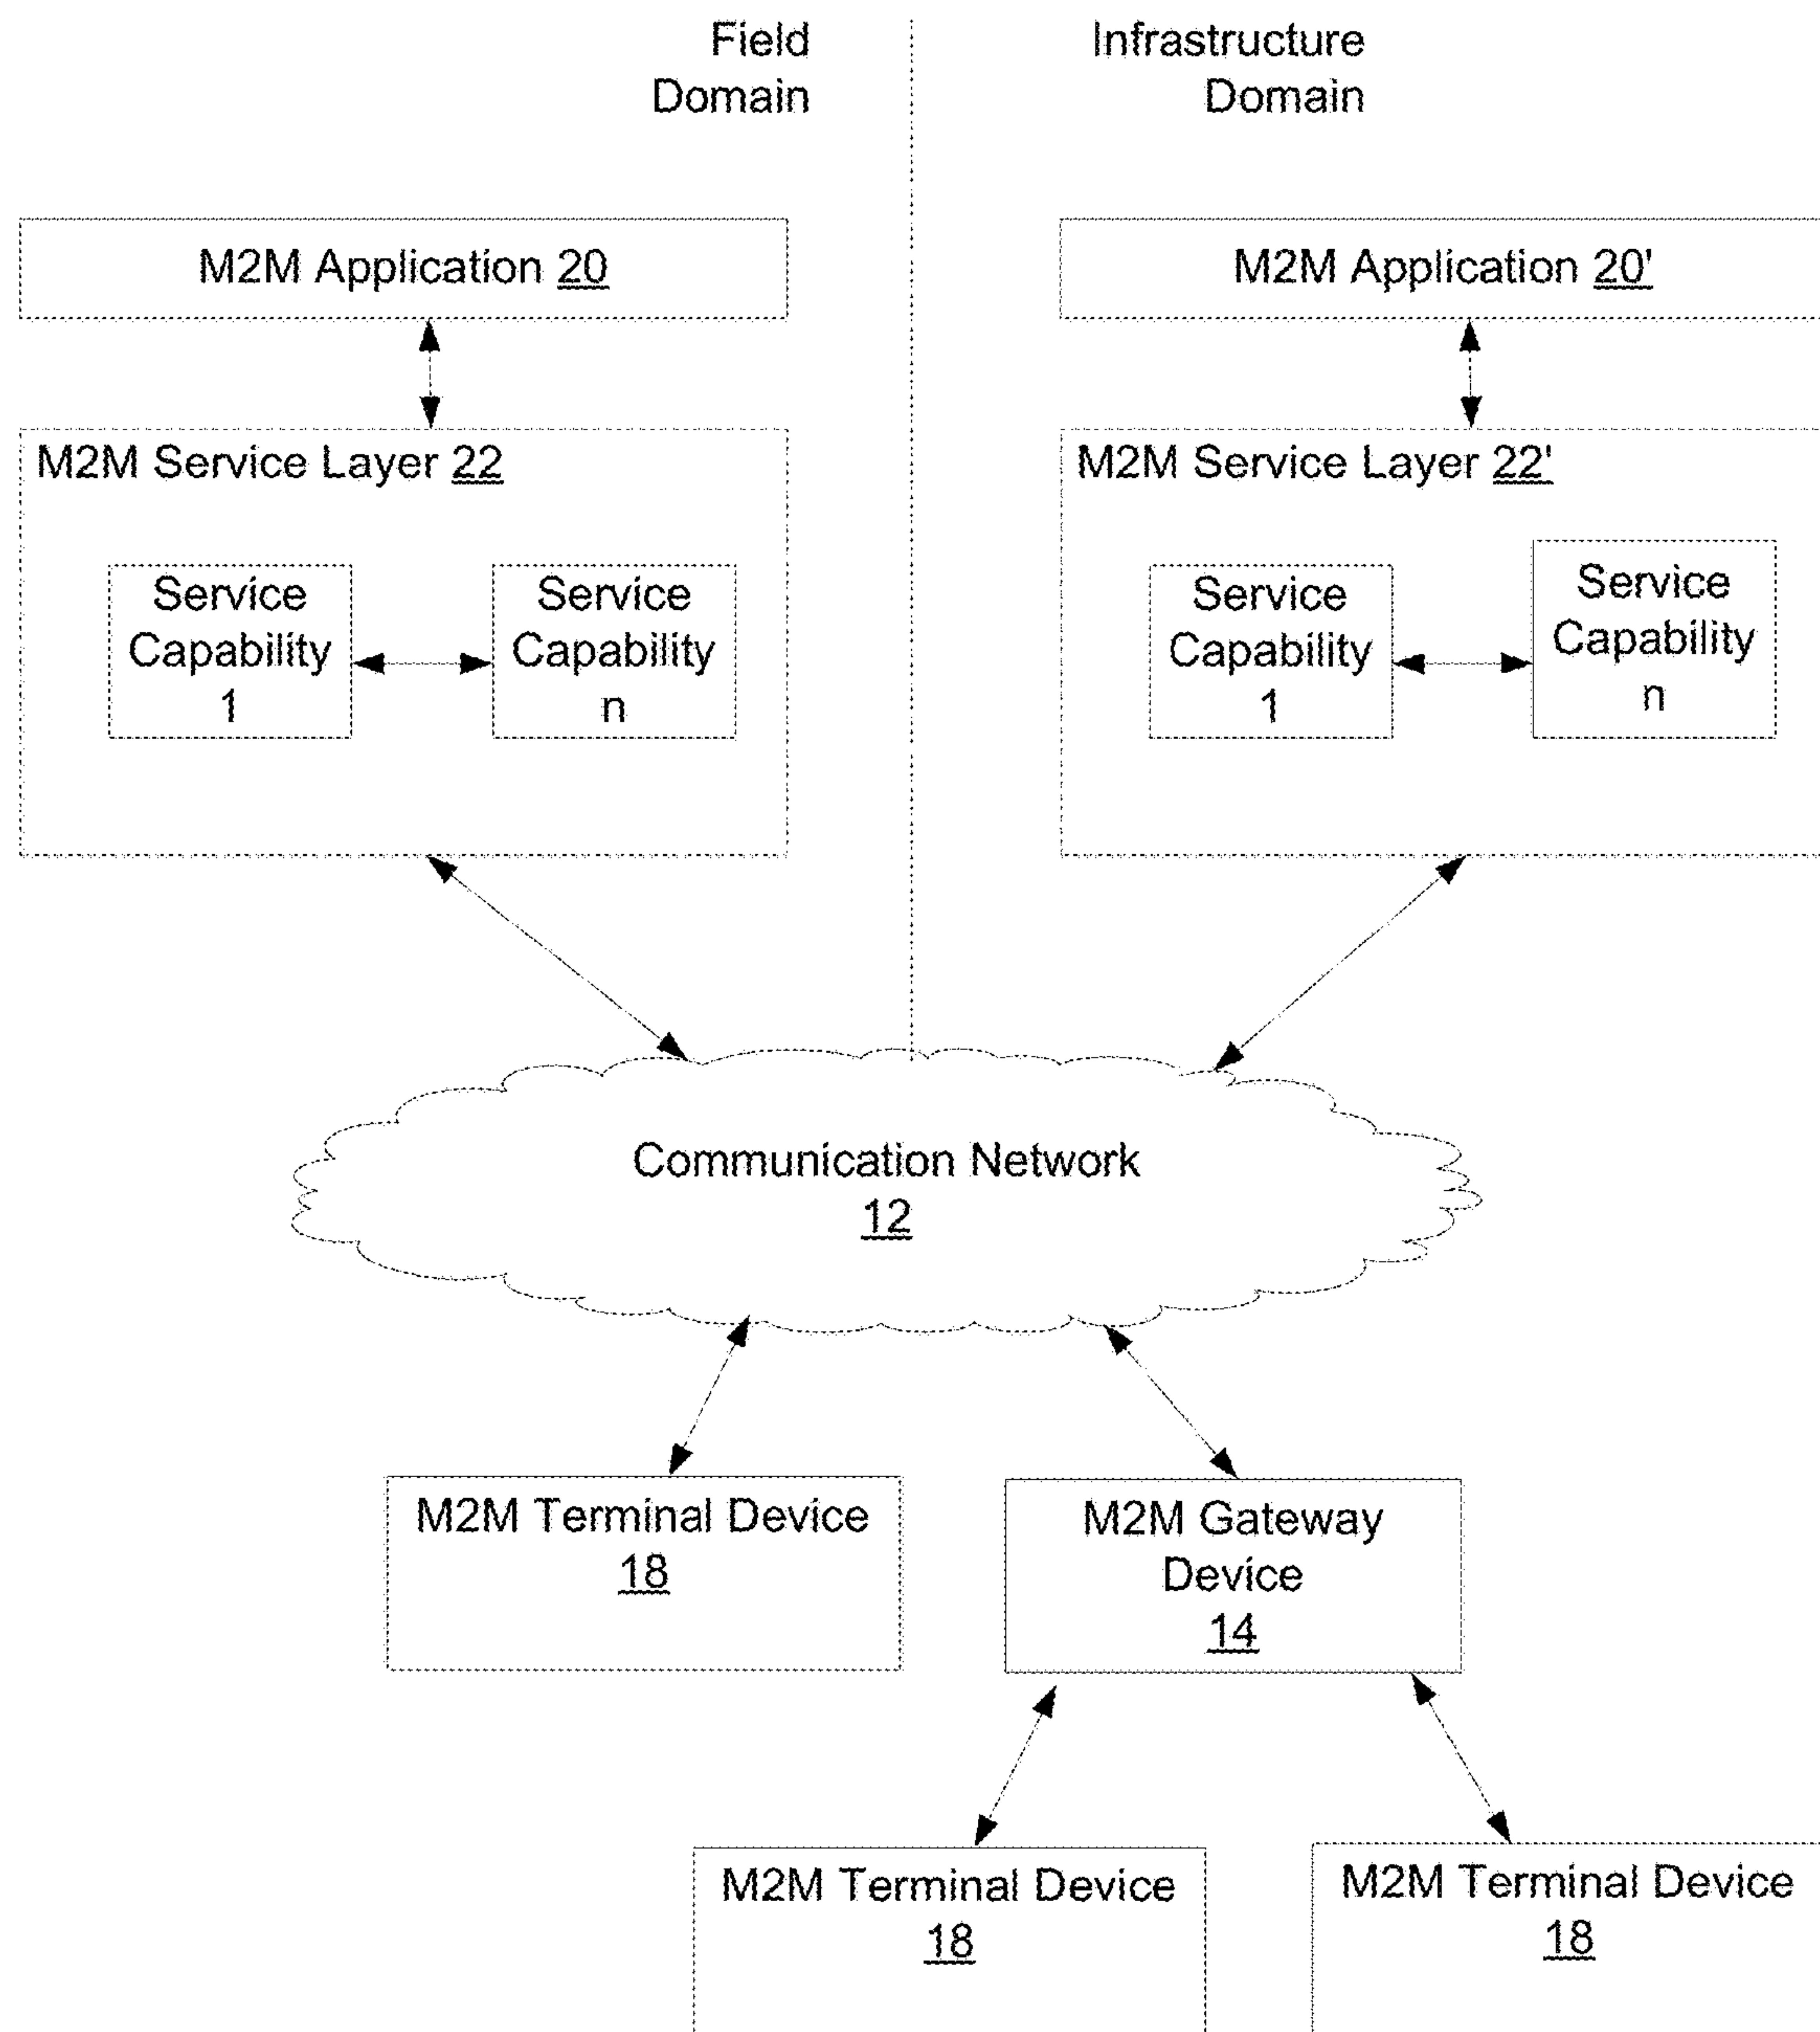 Field
Domain
Infrastructure
Domain
M2M Application 20
M2M Application 20'
M2M Service Layer 22
M2M Service Layer 22'
Service
Capability
1
Service
Capability
n
Service
Capability
1
Service
Capability
n
Communication Network
12
M2M Terminal Device
18
M2M Gateway
Device
14
M2M Terminal Device
18
M2M Terminal Device
18